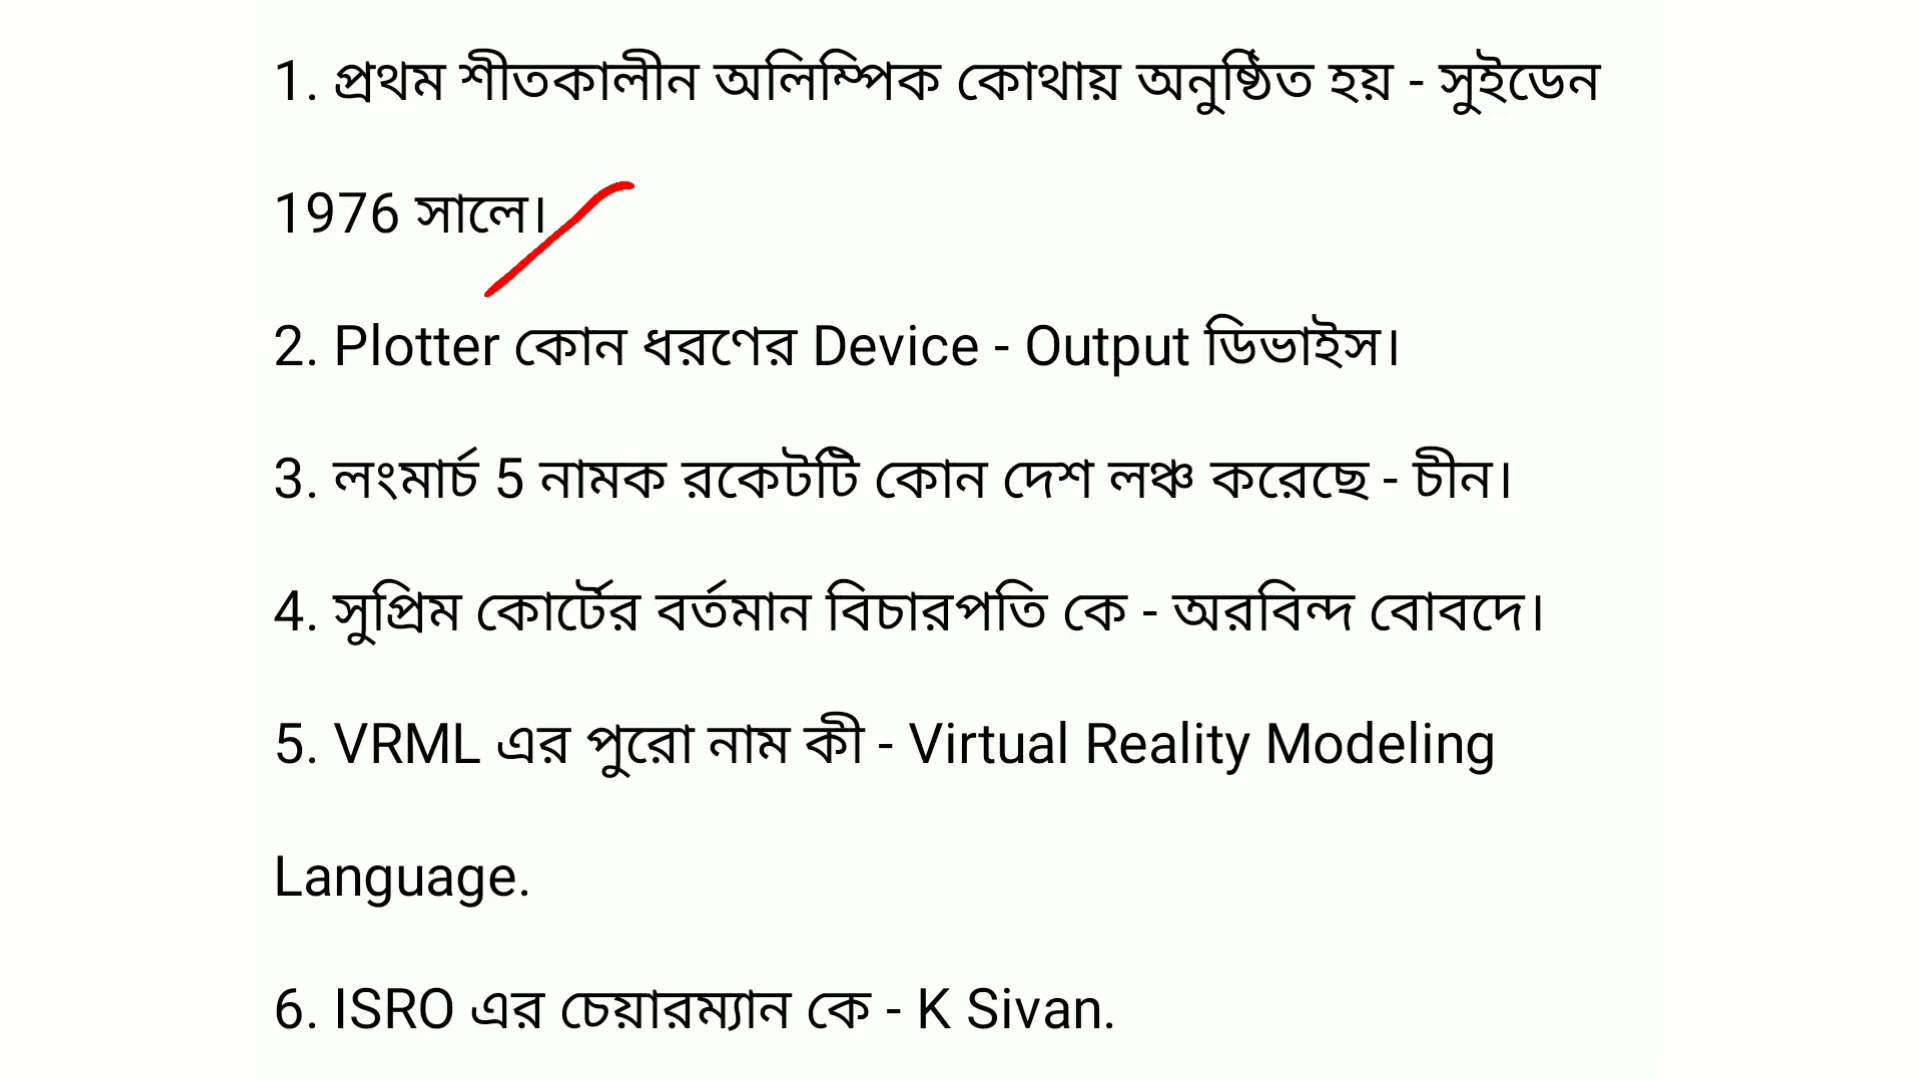 1. প্রথম শীতকালীন অলিম্পিক কোথায় অনুষ্ঠিত হয় - সুইডেন
1976 সালে।
2. Plotter কোন ধরণের Device - Output ডিভাইস।
3. লংমার্চ 5 নামক রকেটটি কোন দেশ লঞ্চ করেছে - চীন।
4. সুপ্রিম কোর্টের বর্তমান বিচারপতি কে - অরবিন্দ বোবদে।
5. VRML এর পুরো নাম কী - Virtual Reality Modeling
Language.
6. ISRO এর চেয়ারম্যান কে - K Sivan.